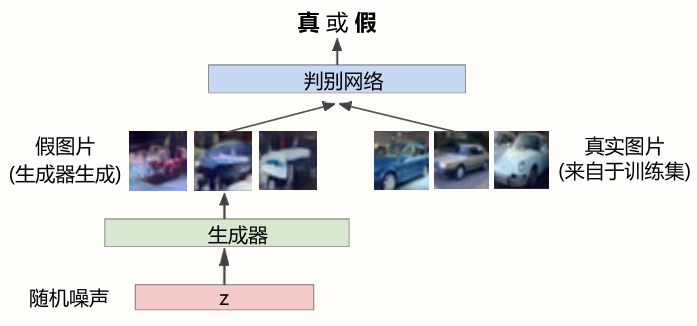 真 或 假
判别网络
假图片
(生成器生成)
真实图片
(来自于训练集)
生成器
随机噪声
z